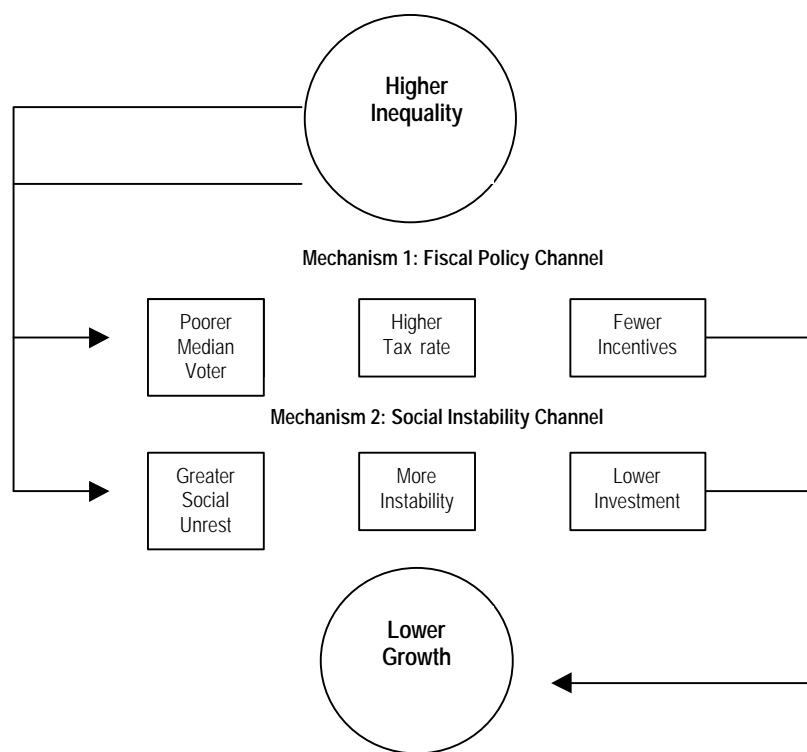 Higher
Inequality
Mechanism 1: Fiscal Policy Channel
Poorer
Median
Voter
Higher
Tax rate
Fewer
Incentives
Mechanism 2: Social Instability Channel
Greater
Social
Unrest
More
Instability
Lower
Investment
Lower
Growth